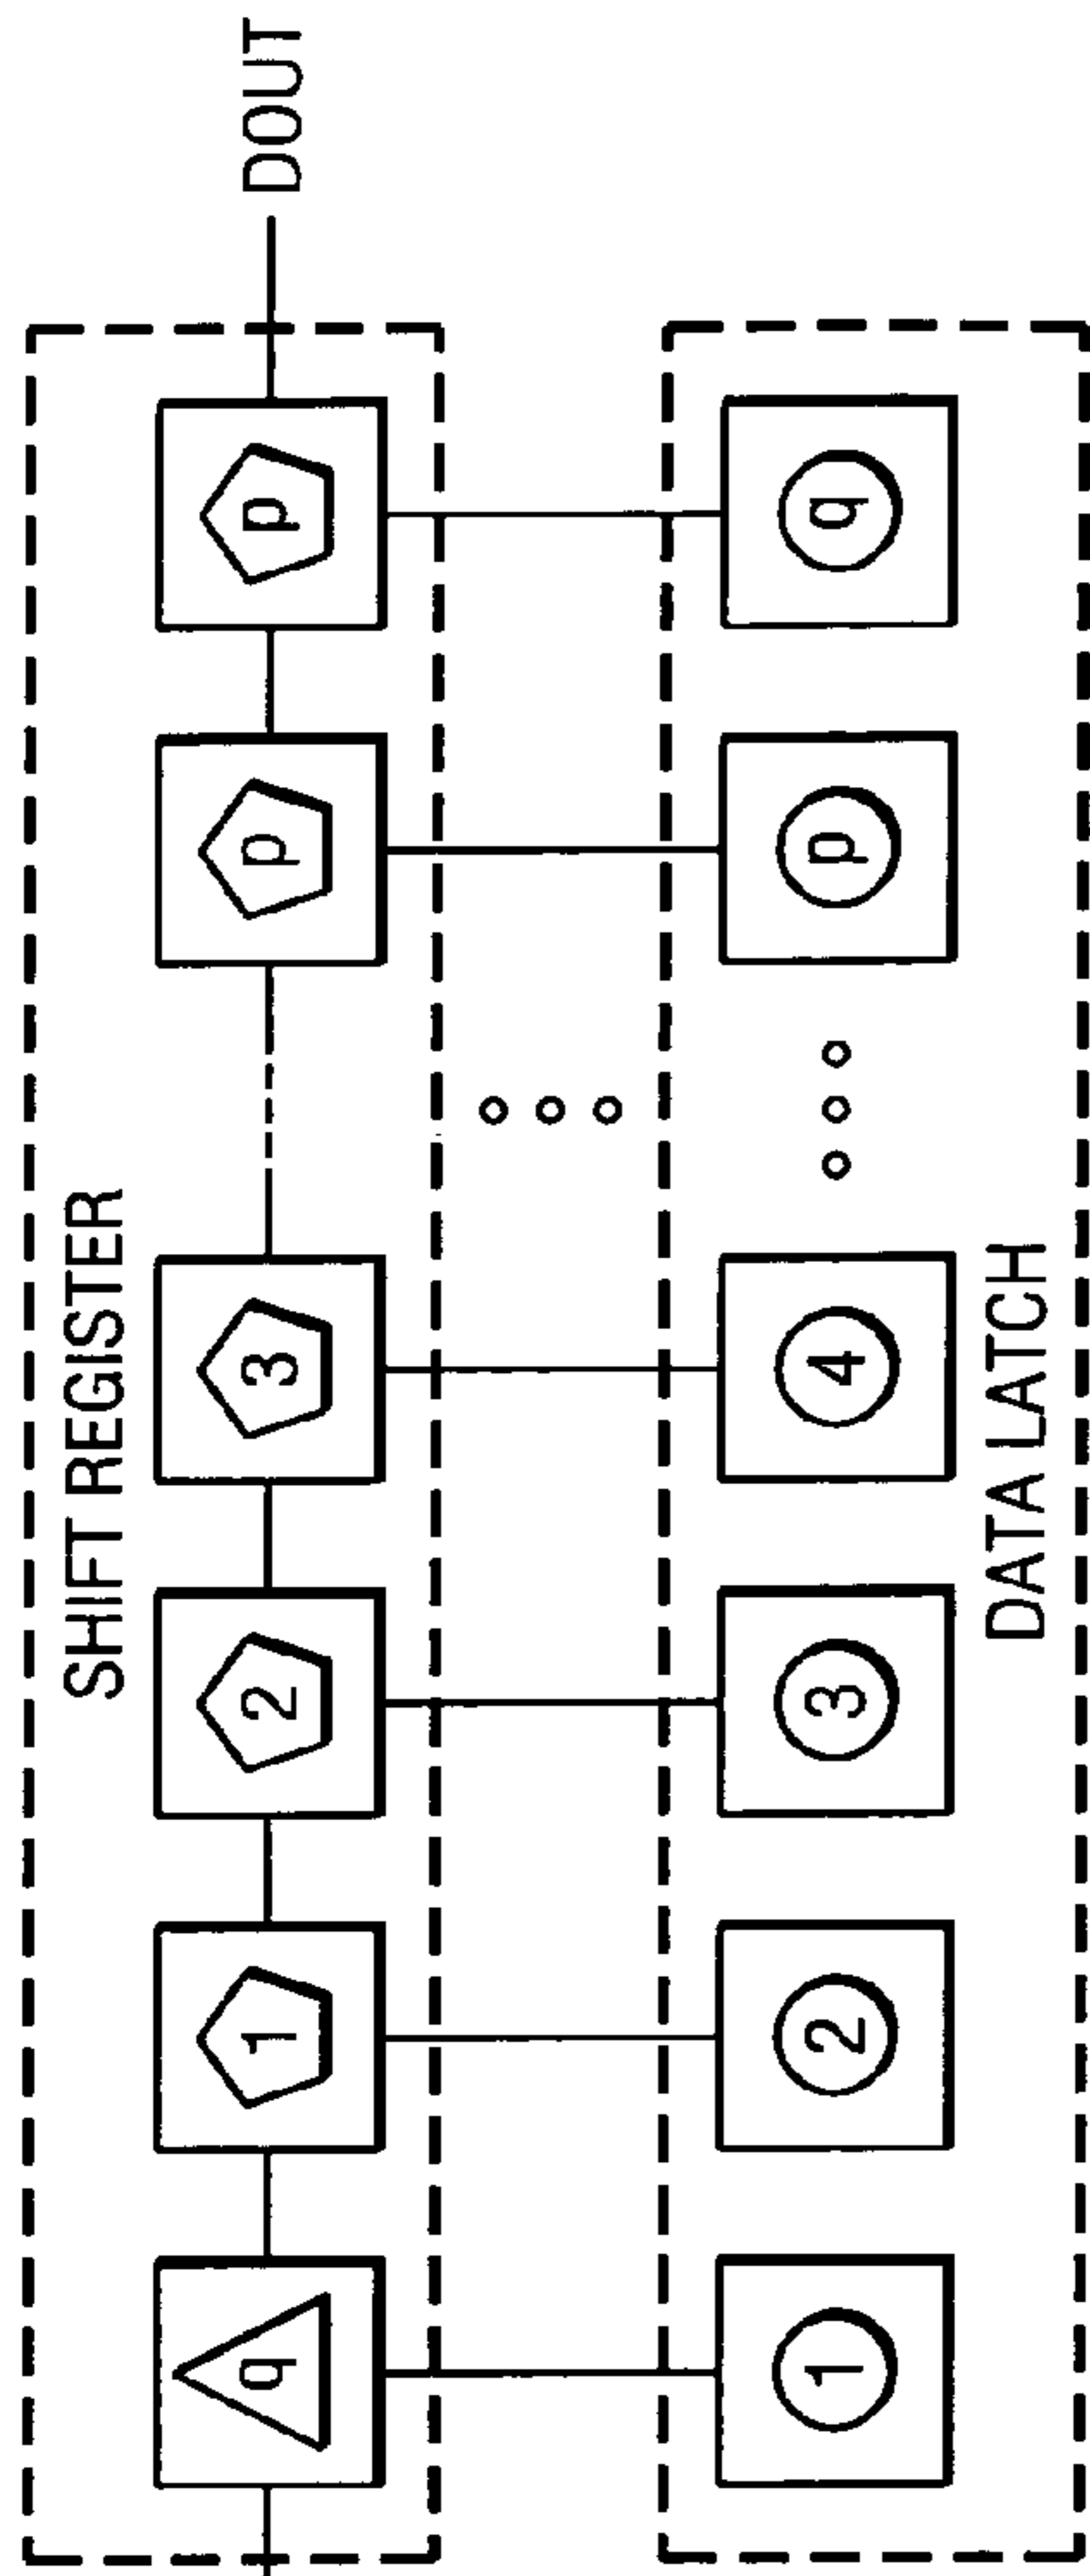 SHIFT REGISTER
q 1 2 3 p p DOUT
1 2 3 4 p q
DATA LATCH